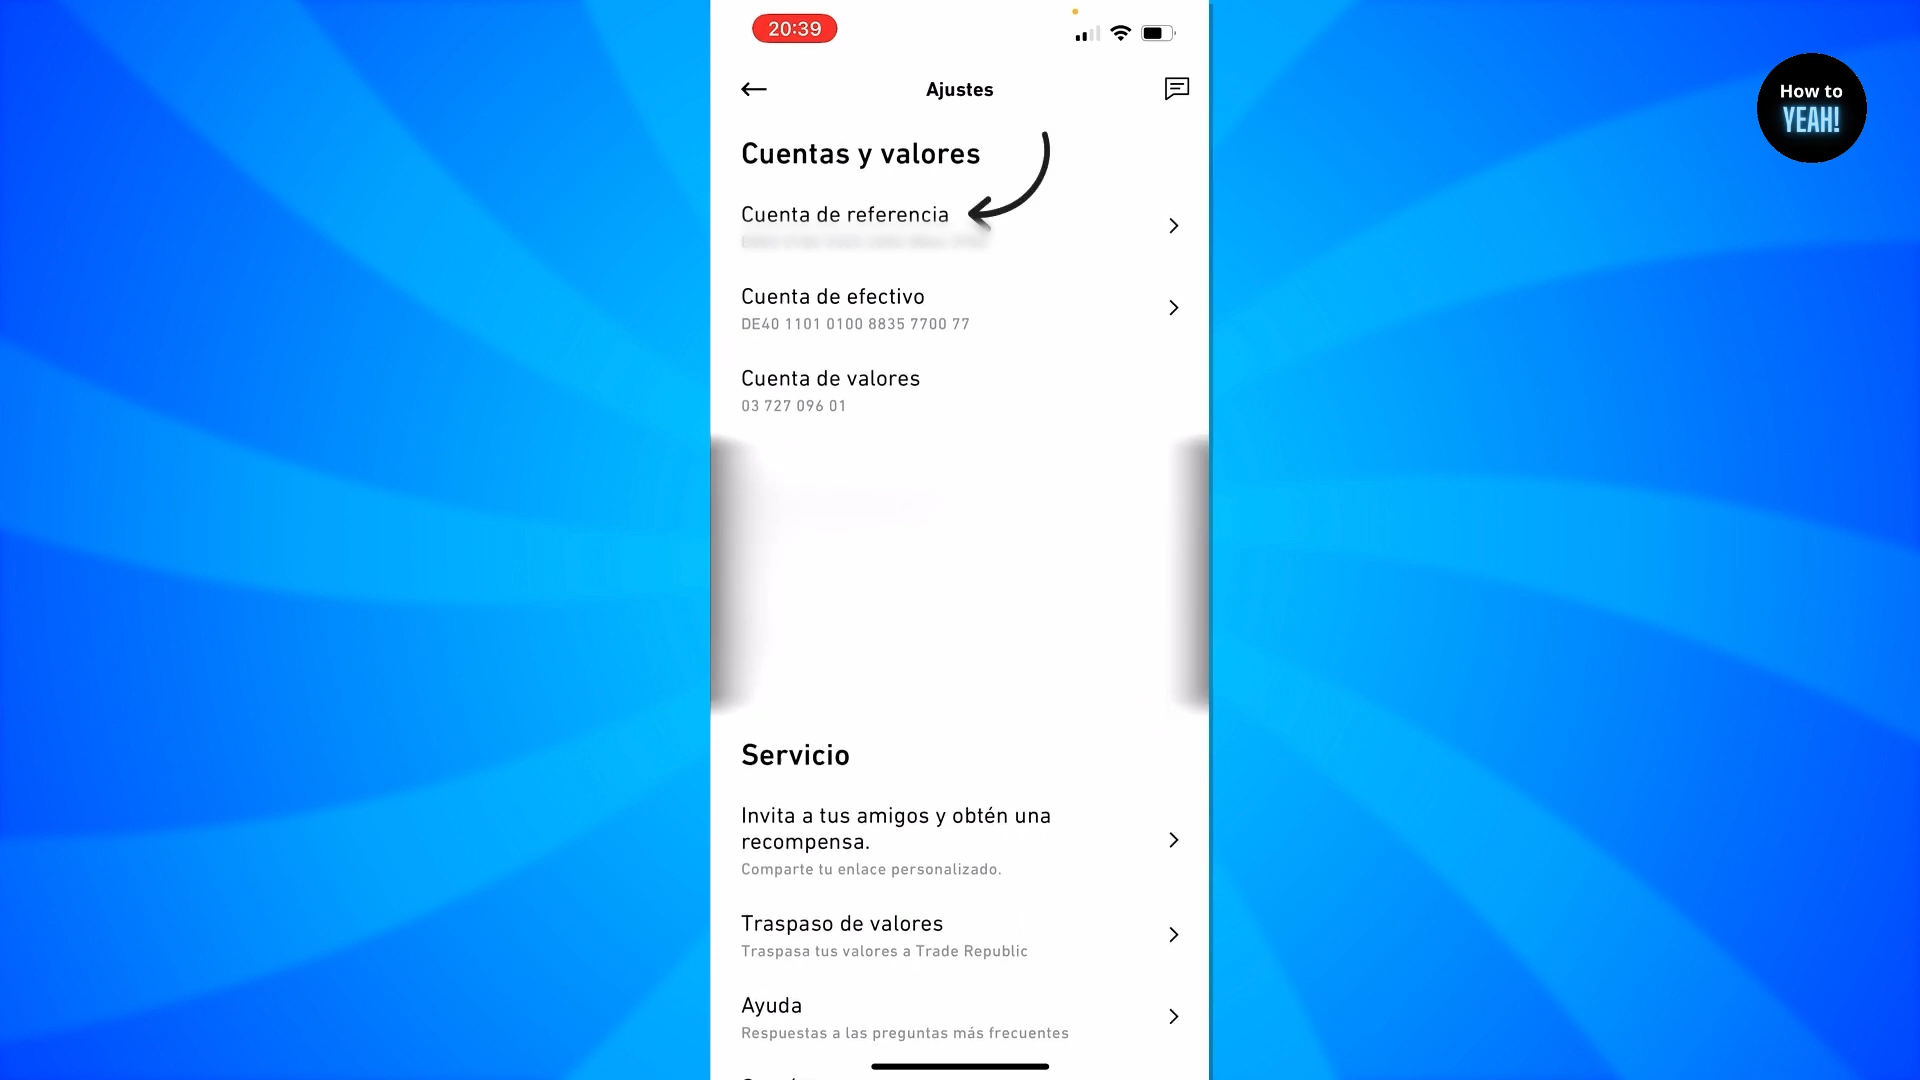 20:39
How to
YEAH!
Ajustes
Cuentas y valores
Cuenta de referencia
Cuenta de efectivo
DE40 1101 0100 8835 7700 77
Cuenta de valores
03 727 096 01
Servicio
Invita a tus amigos y obtén una
recompensa.
Comparte tu enlace personalizado.
Traspaso de valores
Traspasa tus valores a Trade Republic
Ayuda
Respuestas a las preguntas más frecuentes